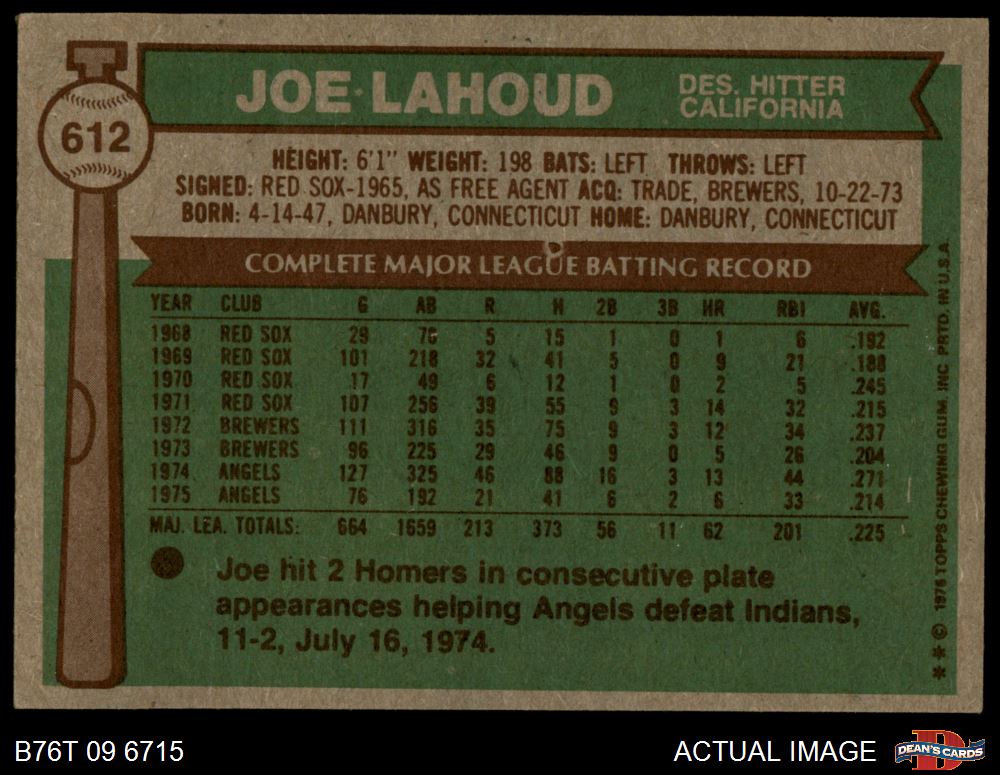 612
JOE LAHOUD
DES. HITTER
CALIFORNIA
HEIGHT: 6'1" WEIGHT: 198 BATS: LEFT THROWS: LEFT
SIGNED: RED SOX-1965, AS FREE AGENT ACQ: TRADE, BREWERS, 10-22-73
BORN: 4-14-47, DANBURY, CONNECTICUT HOME: DANBURY, CONNECTICUT
COMPLETE MAJOR LEAGUE BATTING RECORD
YEAR CLUB G AB R H 2B 3B HR RBI AVG.
1968 RED SOX 29 78 5 15 1 0 1 6 .192
1969 RED SOX 101 218 32 41 5 0 9 21 .188
1970 RED SOX 17 49 6 12 1 0 2 5 .245
1971 RED SOX 107 256 39 55 9 3 14 32 .215
1972 BREWERS 111 316 35 75 9 3 12 34 .237
1973 BREWERS 96 225 29 46 9 0 5 26 .204
1974 ANGELS 127 325 46 88 16 3 13 44 .271
1975 ANGELS 76 192 21 41 6 2 6 33 .214
MAJ. LEA. TOTALS: 664 1659 213 373 56 11 62 201 .225
Joe hit 2 Homers in consecutive plate
appearances helping Angels defeat Indians,
11-2, July 16, 1974.
* * © 1976 TOPPS CHEWING GUM, INC PRTD. IN U.S.A.
B76T 09 6715
ACTUAL IMAGE
DEAN'S CARDS